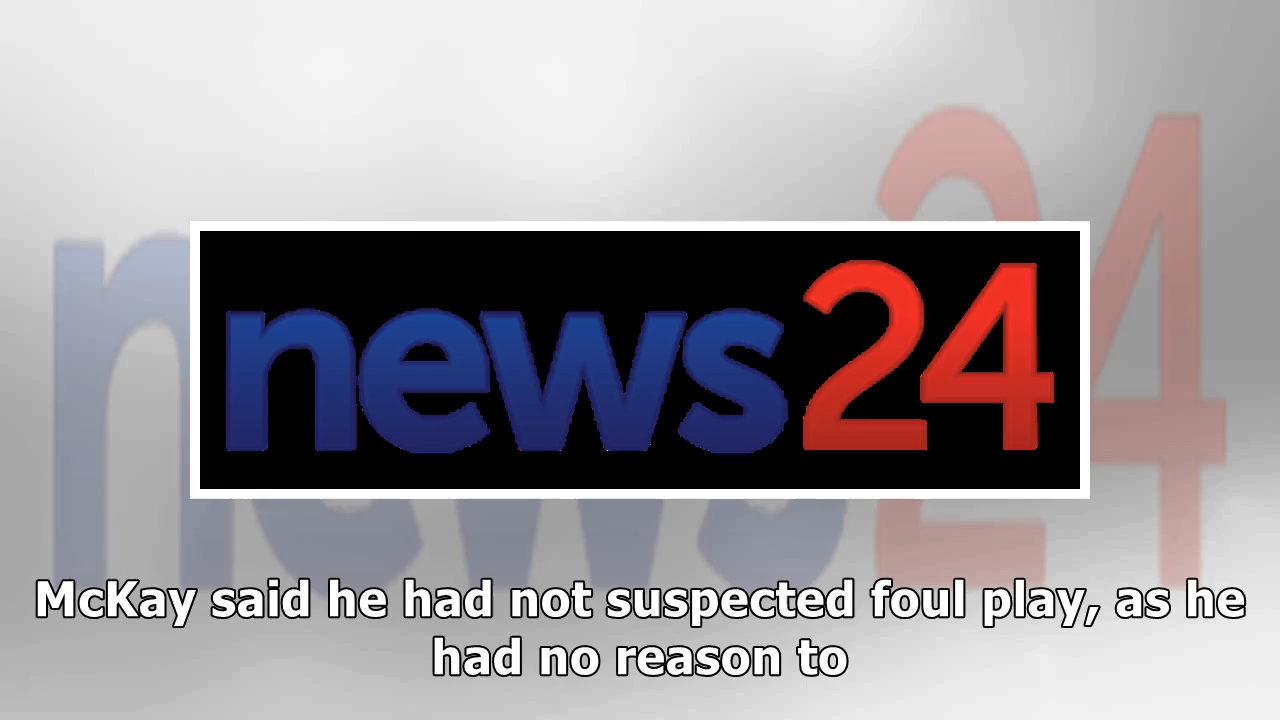 news24
McKay said he had not suspected foul play, as he
had no reason to